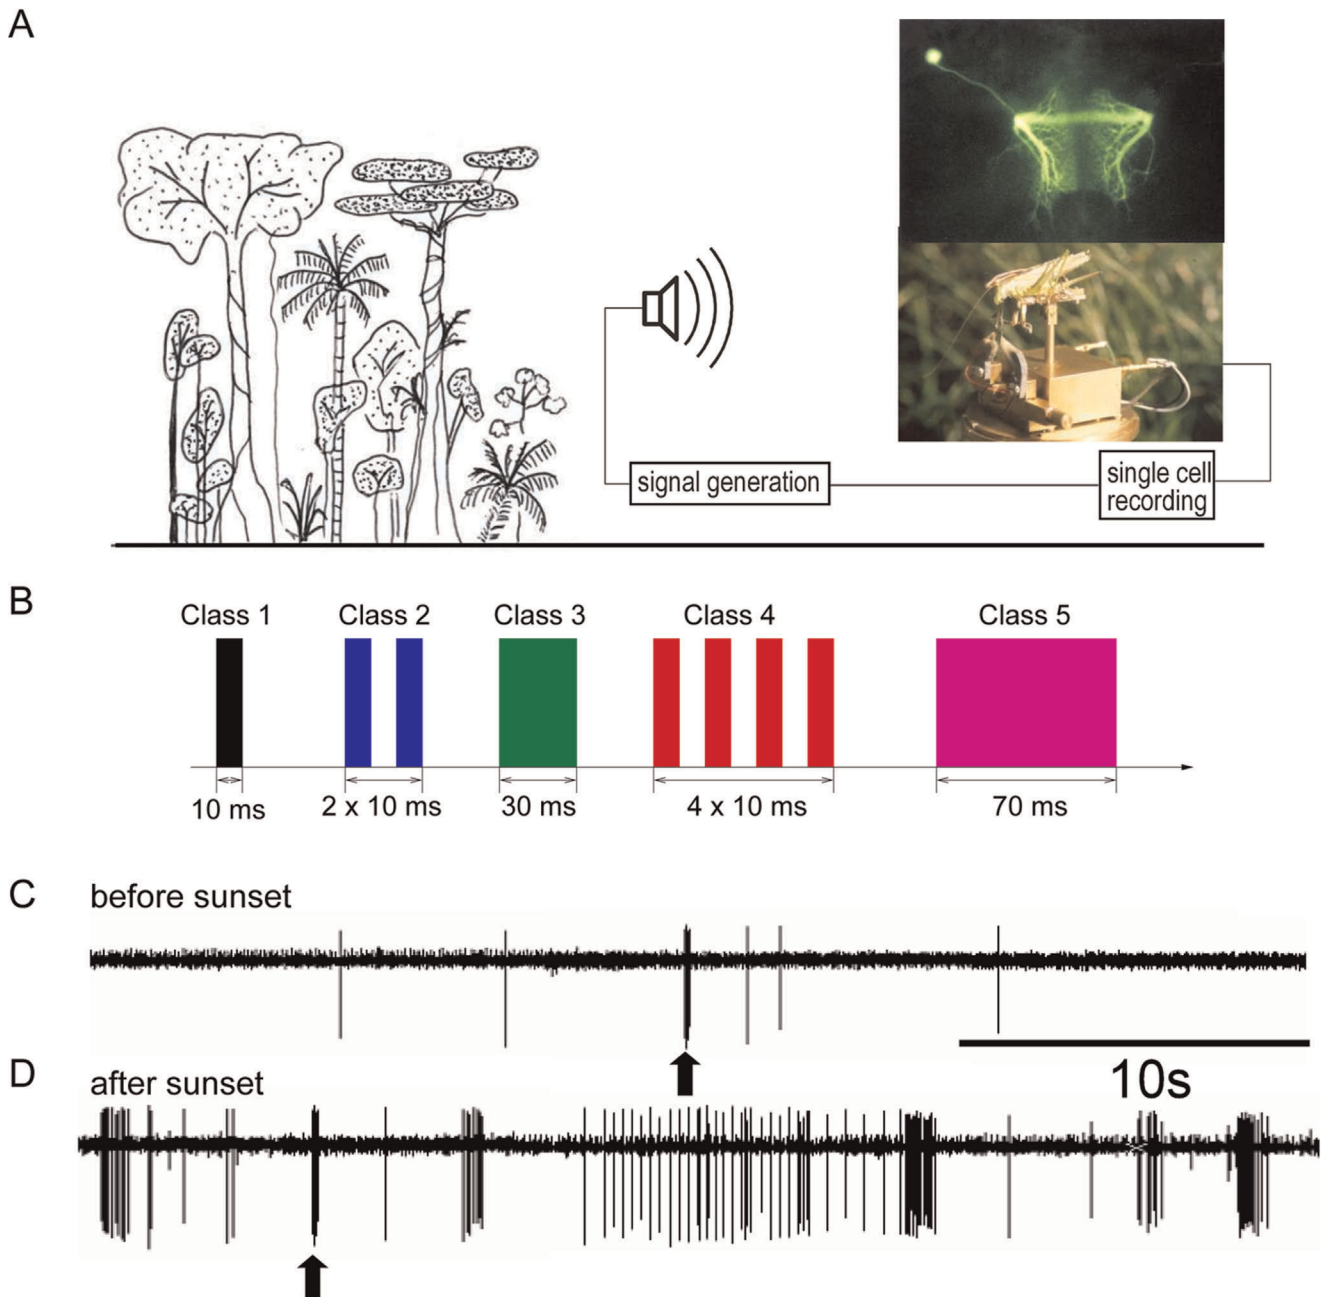 A
signal generation
single cell
recording
B
Class 1
Class 2
Class 3
Class 4
Class 5
10 ms
2 x 10 ms
30 ms
4 x 10 ms
70 ms
C
before sunset
10s
D
after sunset